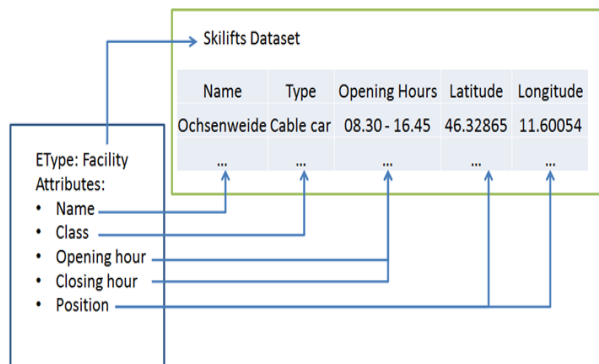 Skilifts Dataset
Name Type Opening Hours Latitude Longitude
Ochsenweide Cable car 08.30 - 16.45 46.32865 11.60054
... ... ... ... ...
EType: Facility
Attributes:
• Name
• Class
• Opening hour
• Closing hour
• Position